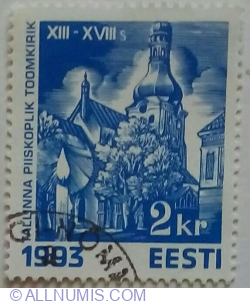 XIII - XVIII s
TALLINNA PIISKOPLIK TOOMKIRIK
2 kr
1993 EESTI
© ALLNUMIS.COM